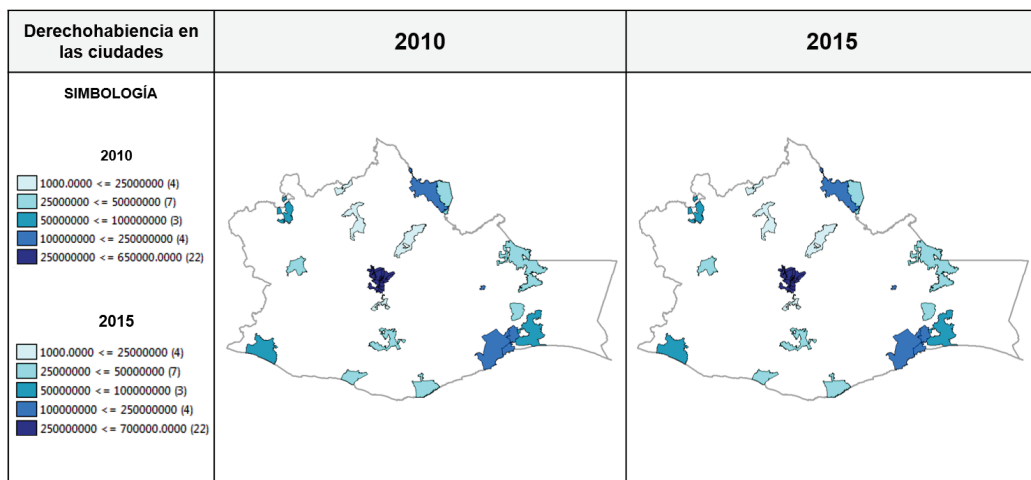 Derechohabiencia en
las ciudades
2010
2015
SIMBOLOGÍA
2010
1000.0000 <= 25000000 (4)
25000000 <= 50000000 (7)
50000000 <= 100000000 (3)
100000000 <= 250000000 (4)
250000000 <= 650000.0000 (22)
2015
1000.0000 <= 25000000 (4)
25000000 <= 50000000 (7)
50000000 <= 100000000 (3)
100000000 <= 250000000 (4)
250000000 <= 700000.0000 (22)